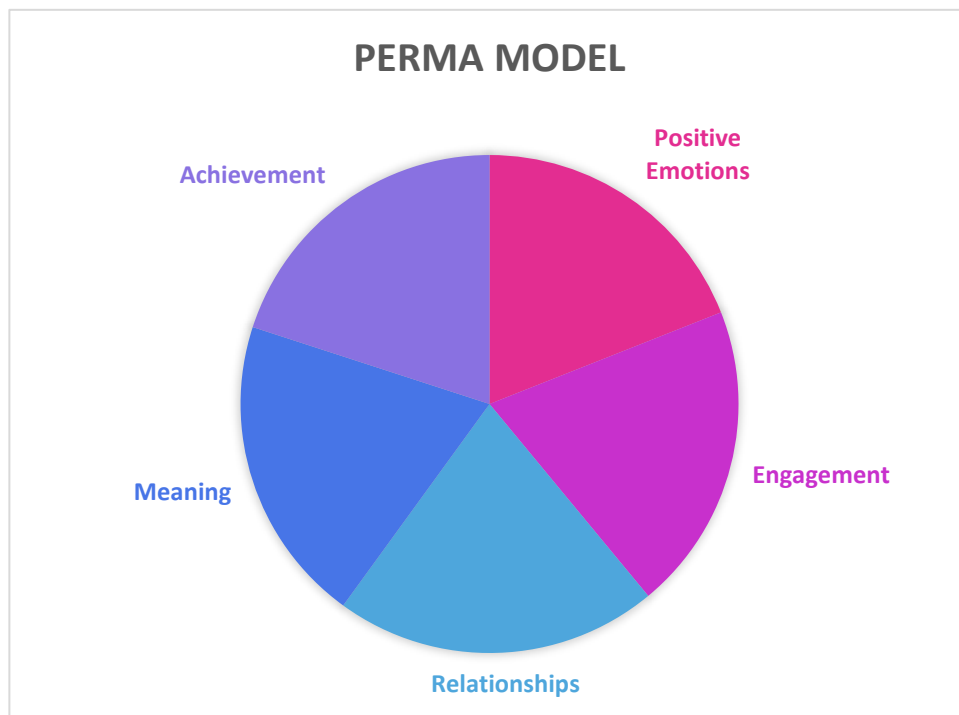 PERMA MODEL
Positive
Emotions
Achievement
Engagement
Meaning
Relationships